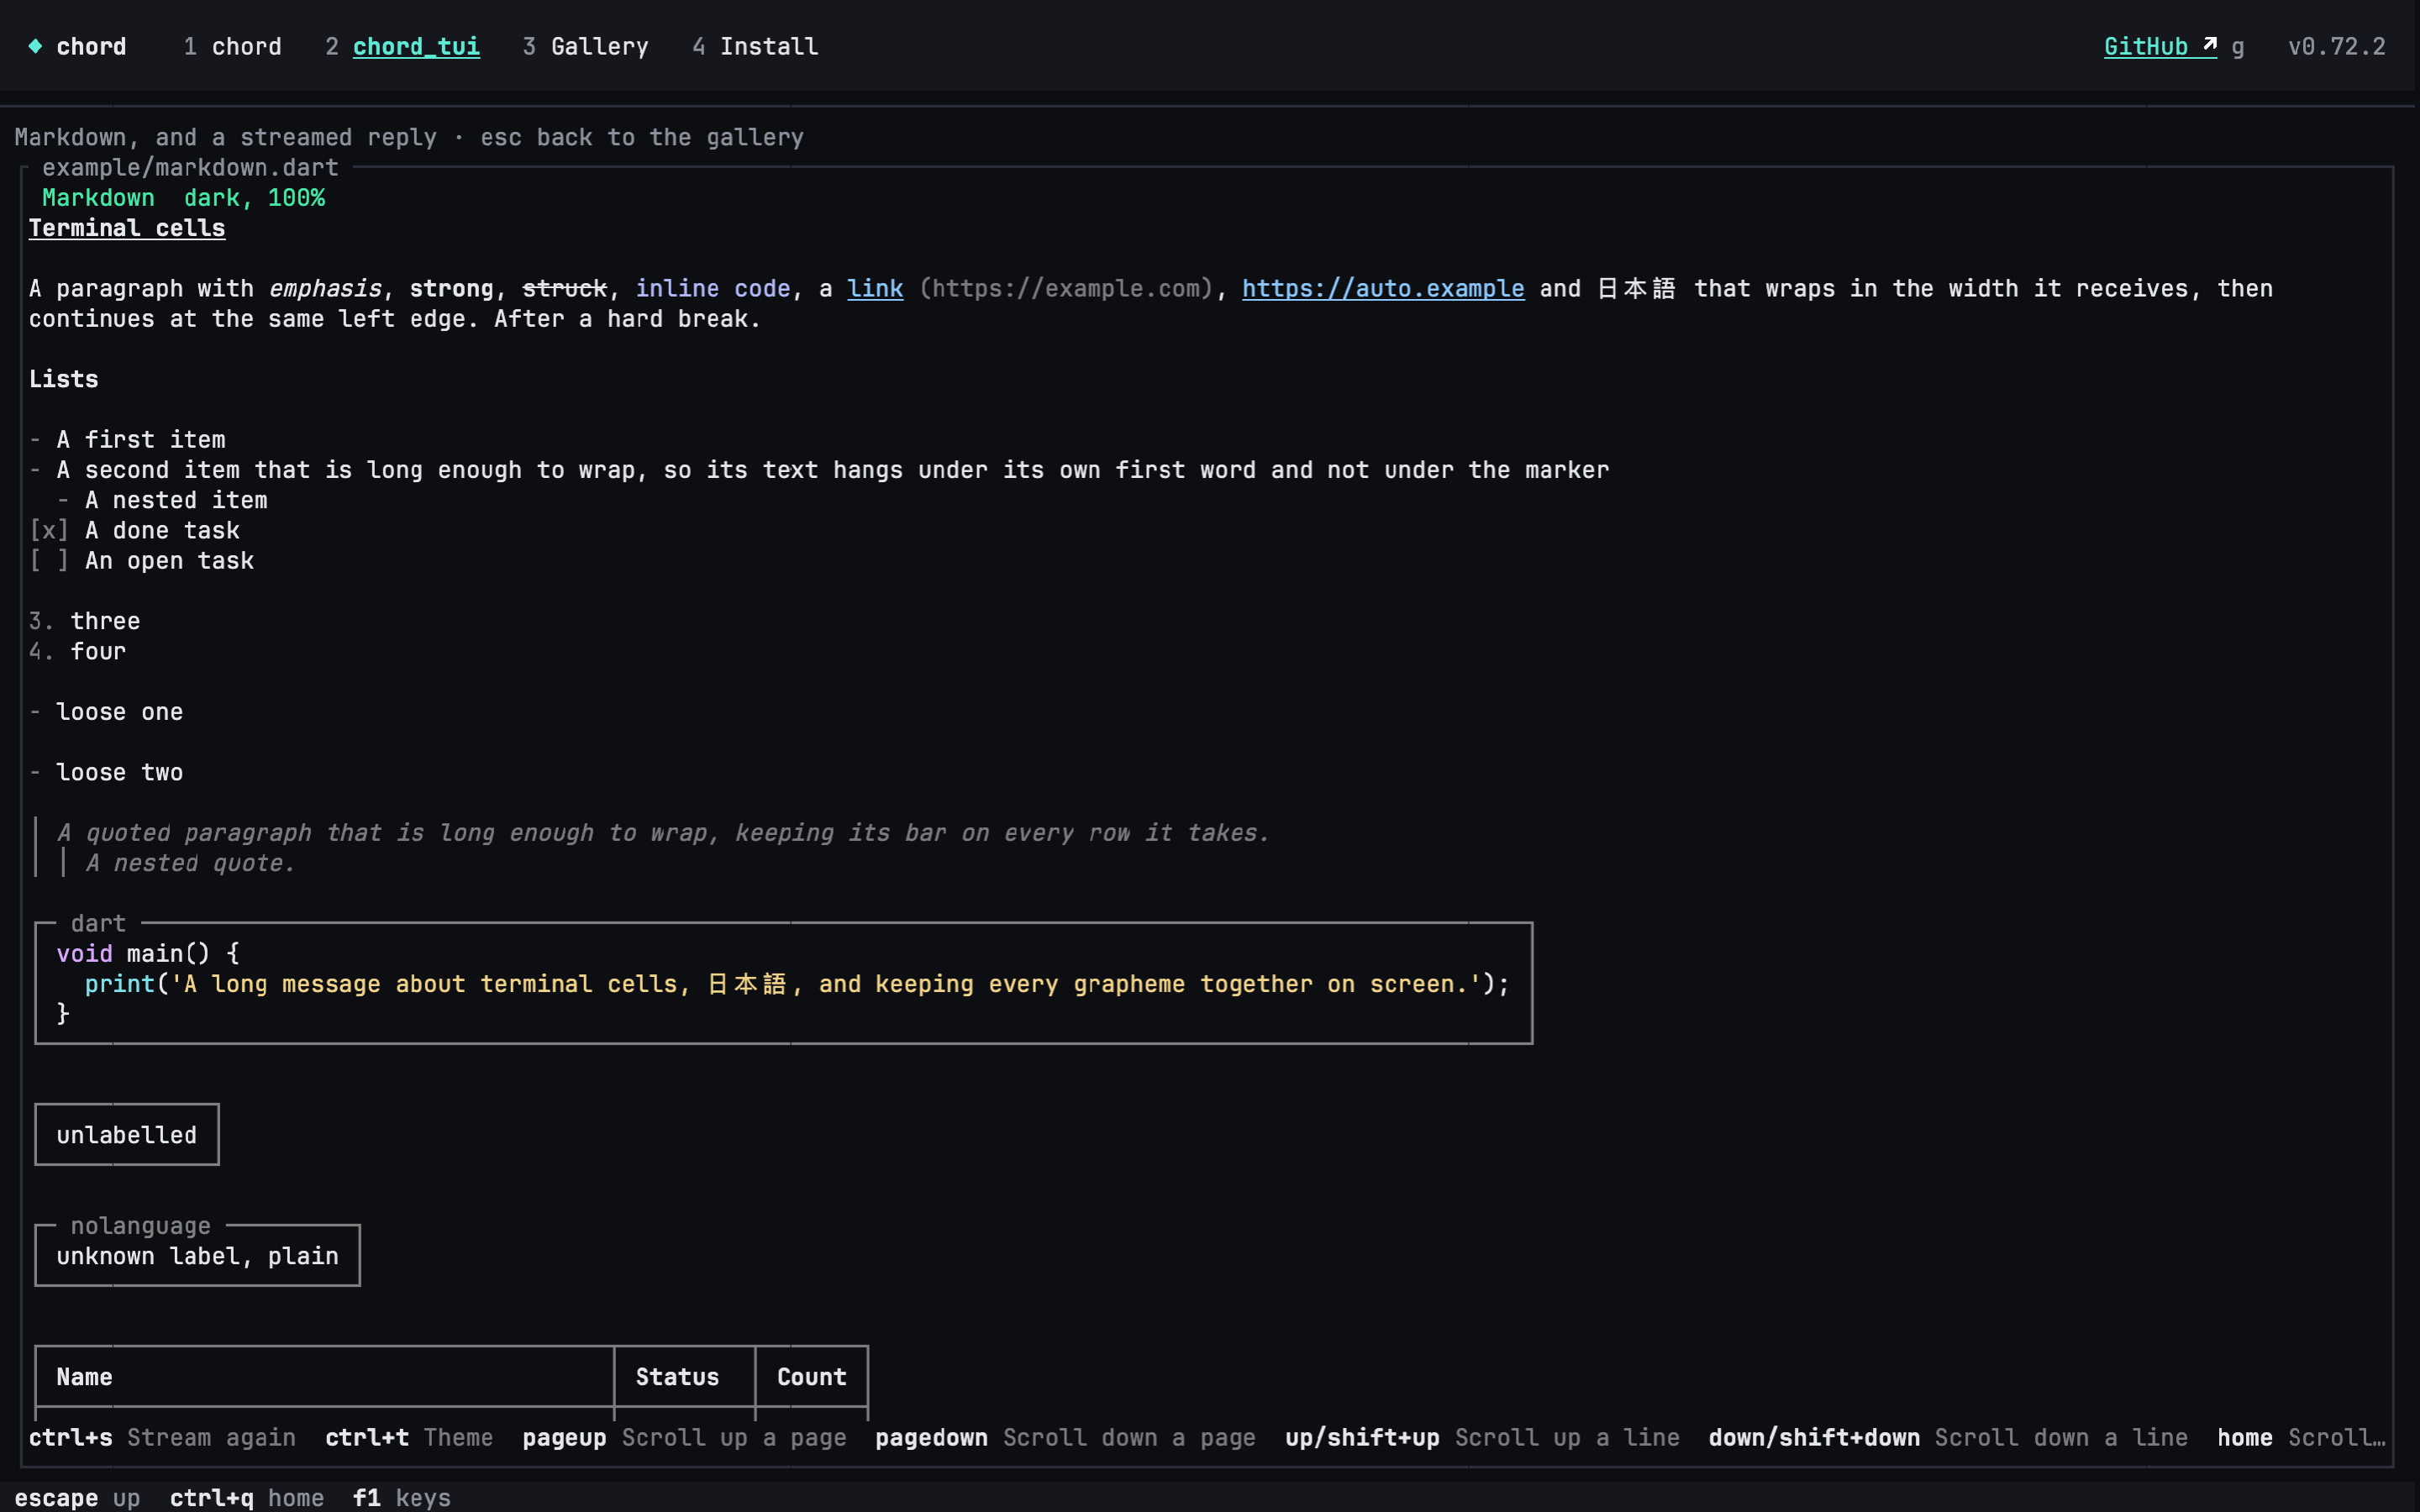 ◆ chord 1 chord 2 chord_tui 3 Gallery 4 Install GitHub ↗ g v0.72.2
Markdown, and a streamed reply · esc back to the gallery
example/markdown.dart
Markdown dark, 100%
Terminal cells
A paragraph with emphasis, strong, struck, inline code, a link (https://example.com), https://auto.example and 日本語 that wraps in the width it receives, then
continues at the same left edge. After a hard break.
Lists
- A first item
- A second item that is long enough to wrap, so its text hangs under its own first word and not under the marker
- A nested item
[x] A done task
[ ] An open task
3. three
4. four
- loose one
- loose two
A quoted paragraph that is long enough to wrap, keeping its bar on every row it takes.
A nested quote.
dart
void main() {
print('A long message about terminal cells, 日本語, and keeping every grapheme together on screen.');
}
unlabelled
nolanguage
unknown label, plain
Name Status Count
ctrl+s Stream again ctrl+t Theme pageup Scroll up a page pagedown Scroll down a page up/shift+up Scroll up a line down/shift+down Scroll down a line home Scroll…
escape up ctrl+q home f1 keys